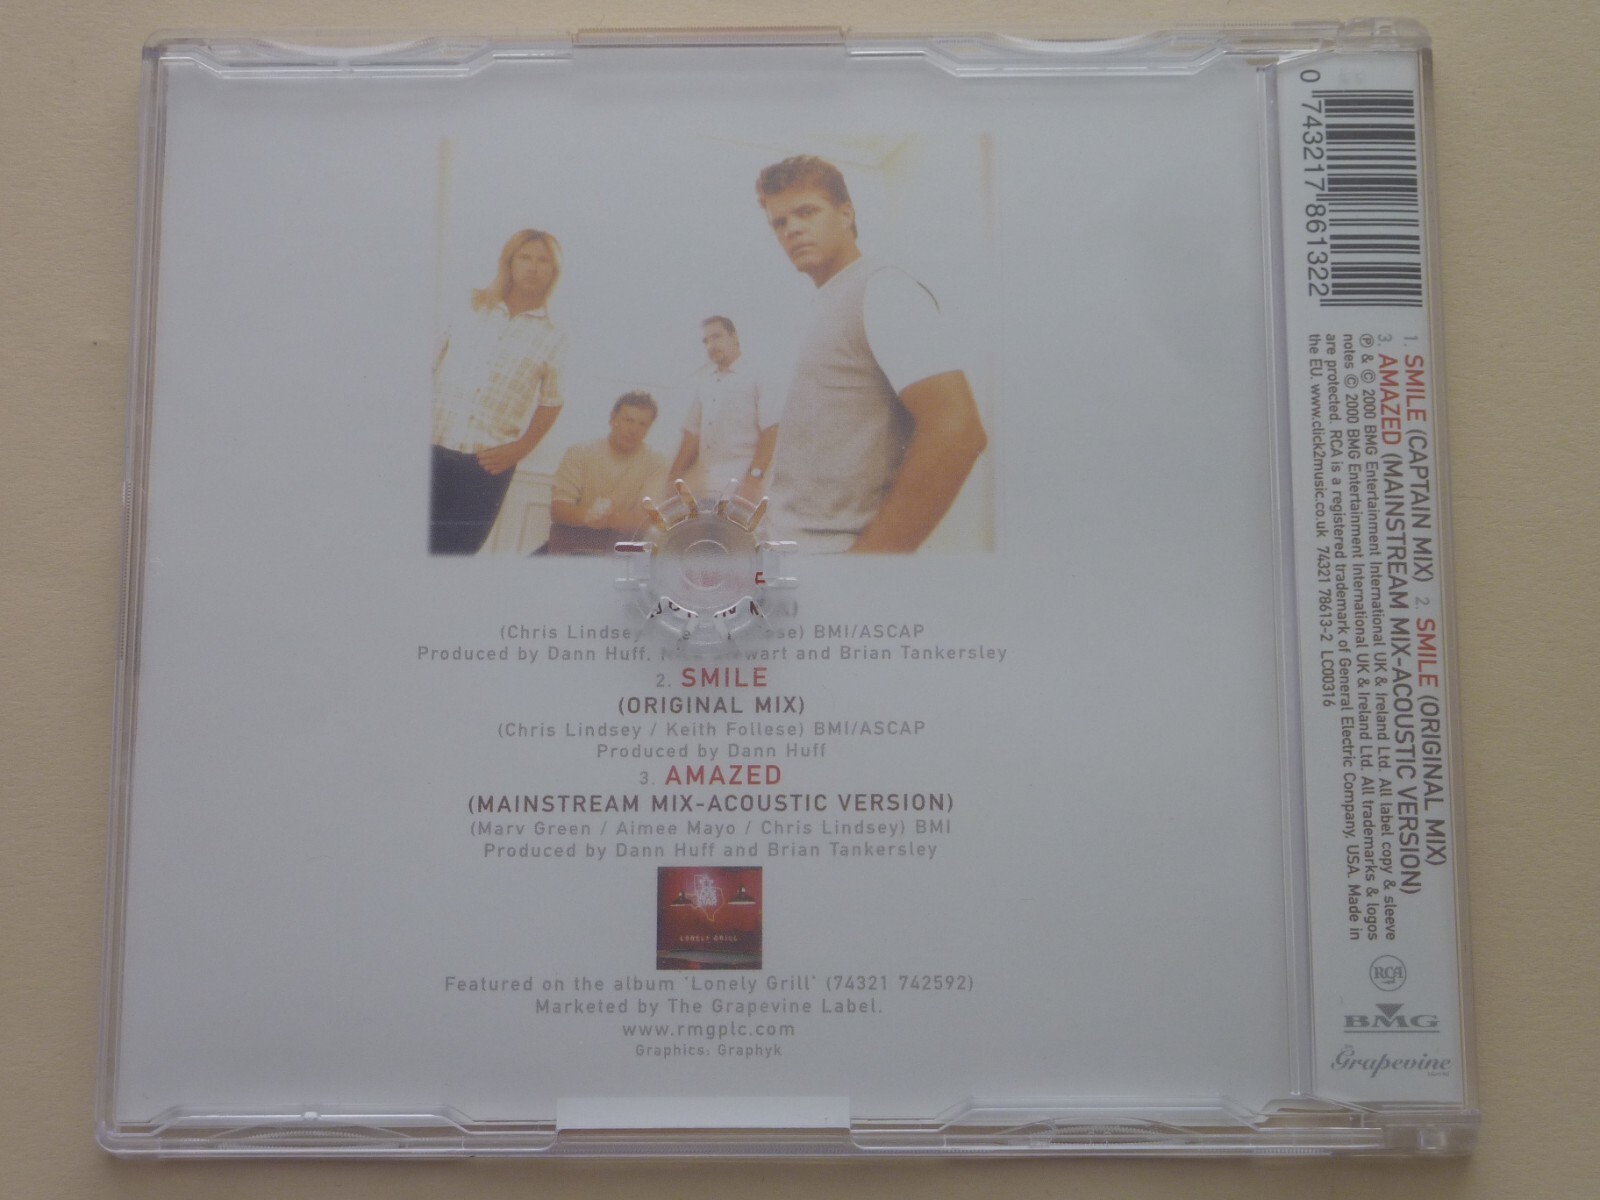 (Chris Lindsey BMI/ASCAP
Produced by Dann Huff, Stewart and Brian Tankersley
2. SMILE
(ORIGINAL MIX)
(Chris Lindsey / Keith Follese) BMI/ASCAP
Produced by Dann Huff
3. AMAZED
(MAINSTREAM MIX-ACOUSTIC VERSION)
(Marv Green / Aimee Mayo / Chris Lindsey) BMI
Produced by Dann Huff and Brian Tankersley
LONELY GRILL
Featured on the album 'Lonely Grill' (74321 742592)
Marketed by The Grapevine Label.
www.rmgplc.com
Graphics: Graphyk
0 743217 861322
1. SMILE (CAPTAIN MIX) 2. SMILE (ORIGINAL MIX)
3. AMAZED (MAINSTREAM MIX-ACOUSTIC VERSION)
℗ & © 2000 BMG Entertainment International UK & Ireland Ltd. All label copy & sleeve
notes © 2000 BMG Entertainment International UK & Ireland Ltd. All trademarks & logos
are protected. RCA is a registered trademark of General Electric Company, USA. Made in
the EU. www.click2music.co.uk 74321 78613-2 LC00316
RCA
BMG
Grapevine